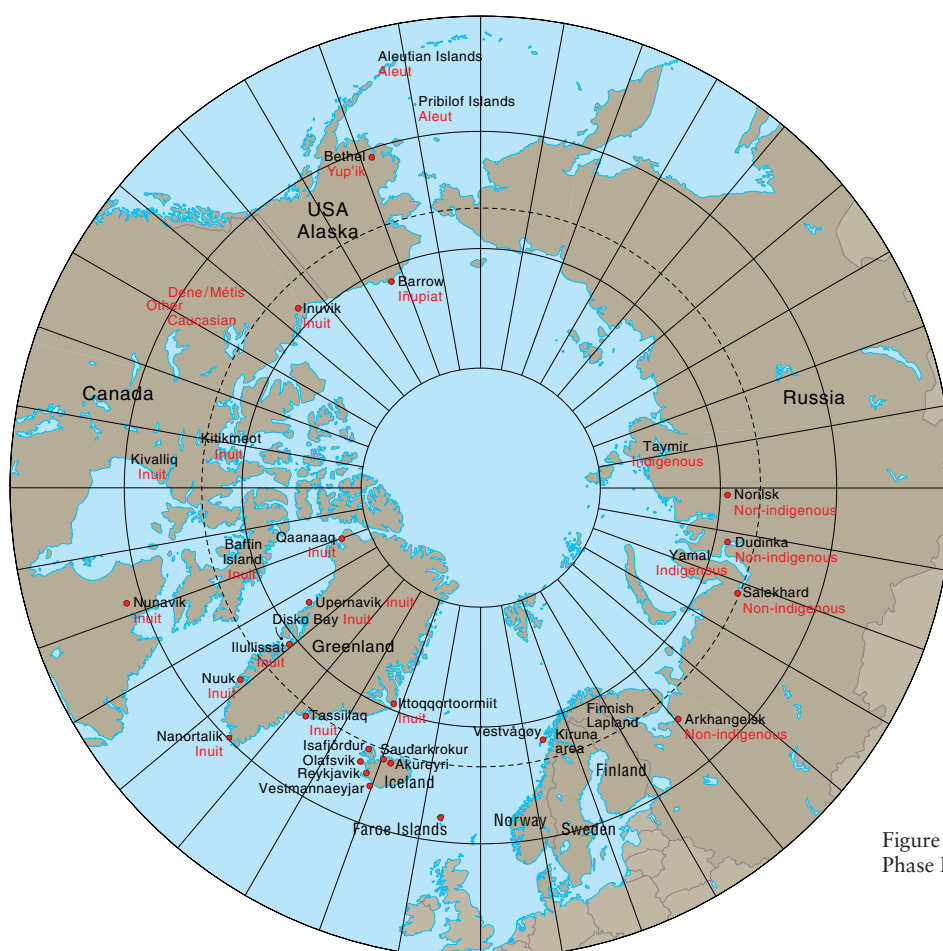 Aleutian Islands
Aleut
Pribilof Islands
Aleut
Bethel
Yup'ik
USA
Alaska
Barrow
Iñupiat
Dene/Métis
Other
Caucasian
Inuvik
Inuit
Canada
Russia
Kitikmeot
Inuit
Kivalliq
Inuit
Taymir
Indigenous
Norilsk
Non-indigenous
Qaanaaq
Inuit
Baffin
Island
Inuit
Dudinka
Non-indigenous
Yamal
Indigenous
Salekhard
Non-indigenous
Nunavik
Inuit
Upernavik Inuit
Disko Bay Inuit
Ilullissat
Inuit
Greenland
Nuuk
Inuit
Ittoqqortoormiit
Inuit
Tassillaq
Inuit
Nanortalik
Inuit
Vestvågøy
Finnish
Lapland
Kiruna
area
Arkhangelsk
Non-indigenous
Isafjördur
Saudarkrokur
Olafsvik
Akureyri
Reykjavik
Vestmannaeyjar
Iceland
Finland
Faroe Islands
Norway
Sweden
Figure
Phase